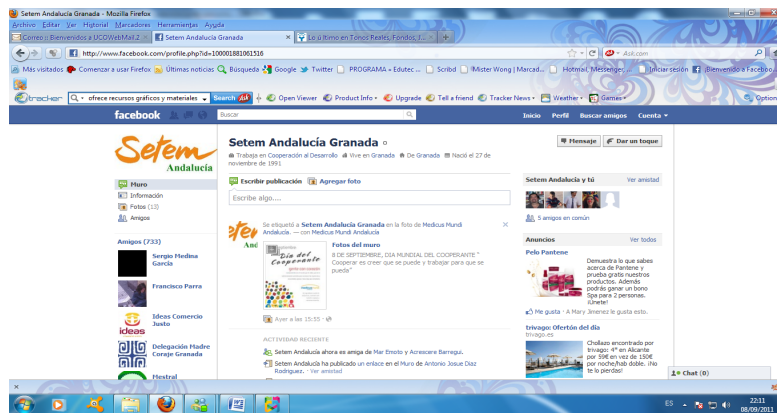 Setem Andalucía Granada - Mozilla Firefox
Archivo Editar Ver Historial Marcadores Herramientas Ayuda
Correo :: Bienvenidos a UCOWebMail 2 Setem Andalucía Granada Lo último en Tonos Reales, Fondos, J...
http://www.facebook.com/profile.php?id=100001881061516
Ask.com
Más visitados Comenzar a usar Firefox Últimas noticias Búsqueda Google Twitter PROGRAMA « Edutec ... Scribd Mister Wong | Marcad... Hotmail, Messenger, ... Iniciar sesión ¡Bienvenido a Faceboo
tracker ofrece recursos gráficos y materiales Search Ask Open Viewer Product Info Upgrade Tell a friend Tracker News Weather Games Option
facebook Buscar Inicio Perfil Buscar amigos Cuenta
Setem
Andalucía
Muro
Información
Fotos (13)
Amigos
Amigos (733)
Sergio Medina
García
Francisco Parra
ideas
Ideas Comercio
Justo
Delegación Madre
Coraje Granada
Mestral
Setem Andalucía Granada
Mensaje Dar un toque
Trabaja en Cooperación al Desarrollo Vive en Granada De Granada Nació el 27 de
noviembre de 1991
Escribir publicación Agregar foto
Escribe algo....
Se etiquetó a Setem Andalucía Granada en la foto de Medicus Mundi
Andalucía. — con Medicus Mundi Andalucía
Día del
Cooperante
Fotos del muro
8 DE SEPTIEMBRE, DIA MUNDIAL DEL COOPERANTE "
Cooperar es creer que se puede y trabajar para que se
pueda"
Ayer a las 15:55
ACTIVIDAD RECIENTE
Setem Andalucía ahora es amiga de Mar Emoto y Acrescere Barregui.
Setem Andalucía ha publicado un enlace en el Muro de Antonio Josue Diaz
Rodriguez. Ver amistad
Setem Andalucía y tú Ver amistad
5 amigos en común
Anuncios Ver todos
Pelo Pantene
Demuestra lo que sabes
acerca de Pantene y
prueba gratis nuestros
productos. Además
podrás ganar un bono
Spa para 2 personas.
¡Únete!
Me gusta · A Mary Jimenez le gusta esto.
trivago: Ofertón del día
trivago.es
Chollazo encontrado por
trivago: 4* en Alicante
por 59€ en vez de 150€
por noche/hab doble. ¡No
te lo pierdas!
Chat (0)
ES 22:11
08/09/2011